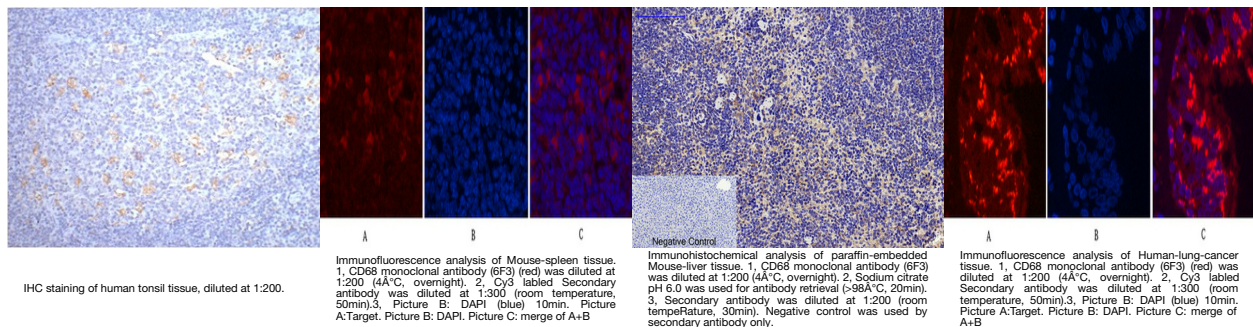 Negative Control
A B C
A B C
IHC staining of human tonsil tissue, diluted at 1:200.
Immunofluorescence analysis of Mouse-spleen tissue.
1, CD68 monoclonal antibody (6F3) (red) was diluted at
1:200 (4Â°C, overnight). 2, Cy3 labled Secondary
antibody was diluted at 1:300 (room temperature,
50min).3, Picture B: DAPI (blue) 10min. Picture
A:Target. Picture B: DAPI. Picture C: merge of A+B
Immunohistochemical analysis of paraffin-embedded
Mouse-liver tissue. 1, CD68 monoclonal antibody (6F3)
was diluted at 1:200 (4Â°C, overnight). 2, Sodium citrate
pH 6.0 was used for antibody retrieval (>98Â°C, 20min).
3, Secondary antibody was diluted at 1:200 (room
tempeRature, 30min). Negative control was used by
secondary antibody only.
Immunofluorescence analysis of Human-lung-cancer
tissue. 1, CD68 monoclonal antibody (6F3) (red) was
diluted at 1:200 (4Â°C, overnight). 2, Cy3 labled
Secondary antibody was diluted at 1:300 (room
temperature, 50min).3, Picture B: DAPI (blue) 10min.
Picture A:Target. Picture B: DAPI. Picture C: merge of
A+B